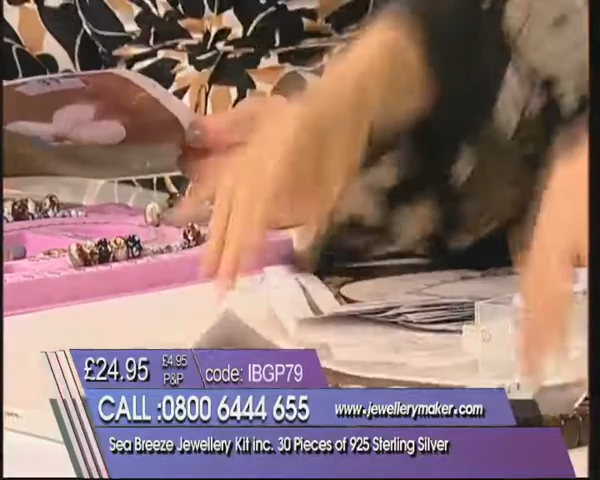 £24.95 £4.95 P&P code: IBGP79
CALL :0800 6444 655 www.jewellerymaker.com
Sea Breeze Jewellery Kit inc. 30 Pieces of 925 Sterling Silver